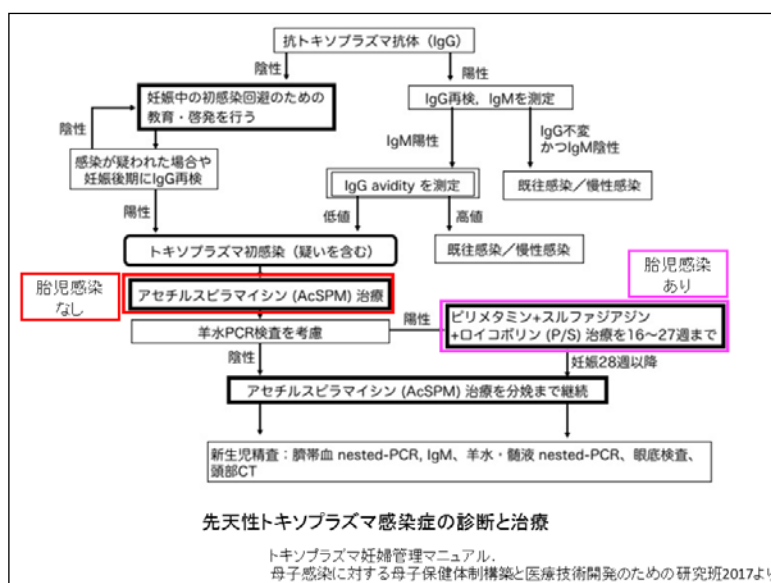 抗トキソプラズマ抗体（IgG）
陰性
陽性
妊娠中の初感染回避のための
教育・啓発を行う
IgG再検，IgMを測定
陰性
IgM陽性
IgG不変
かつIgM陰性
感染が疑われた場合や
妊娠後期にIgG再検
IgG avidity を測定
既往感染／慢性感染
陽性
低値
高値
トキソプラズマ初感染（疑いを含む）
既往感染／慢性感染
胎児感染
なし
胎児感染
あり
アセチルスピラマイシン (AcSPM) 治療
羊水PCR検査を考慮
陽性
ピリメタミン+スルファジアジン
+ロイコボリン (P/S) 治療を16〜27週まで
陰性
妊娠28週以降
アセチルスピラマイシン (AcSPM) 治療を分娩まで継続
新生児精査：臍帯血 nested-PCR, IgM、羊水・髄液 nested-PCR、眼底検査、
頭部CT
先天性トキソプラズマ感染症の診断と治療
トキソプラズマ妊婦管理マニュアル.
母子感染に対する母子保健体制構築と医療技術開発のための研究班2017より